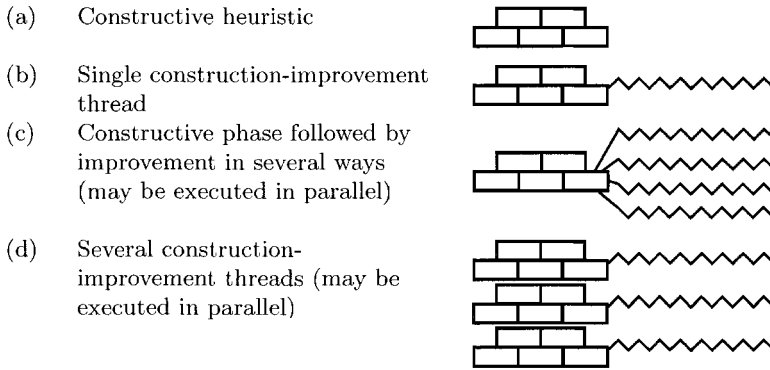 (a) Constructive heuristic
(b) Single construction-improvement
thread
(c) Constructive phase followed by
improvement in several ways
(may be executed in parallel)
(d) Several construction-
improvement threads (may be
executed in parallel)